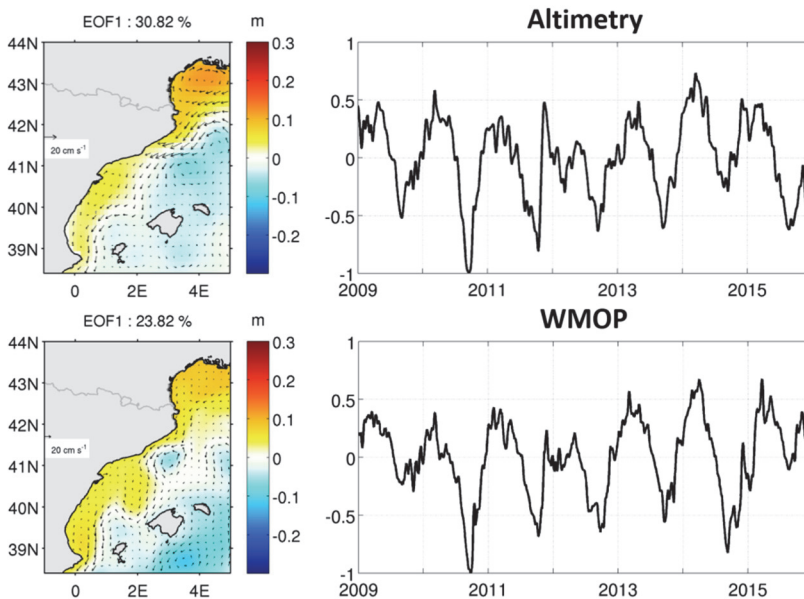 EOF1 : 30.82 % m Altimetry
44N
43N
42N
41N
40N
39N
20 cm s⁻¹
0 2E 4E
0.3
0.2
0.1
0
-0.1
-0.2
1
0.5
0
-0.5
-1
2009 2011 2013 2015
EOF1 : 23.82 % m WMOP
44N
43N
42N
41N
40N
39N
20 cm s⁻¹
0 2E 4E
0.3
0.2
0.1
0
-0.1
-0.2
1
0.5
0
-0.5
-1
2009 2011 2013 2015